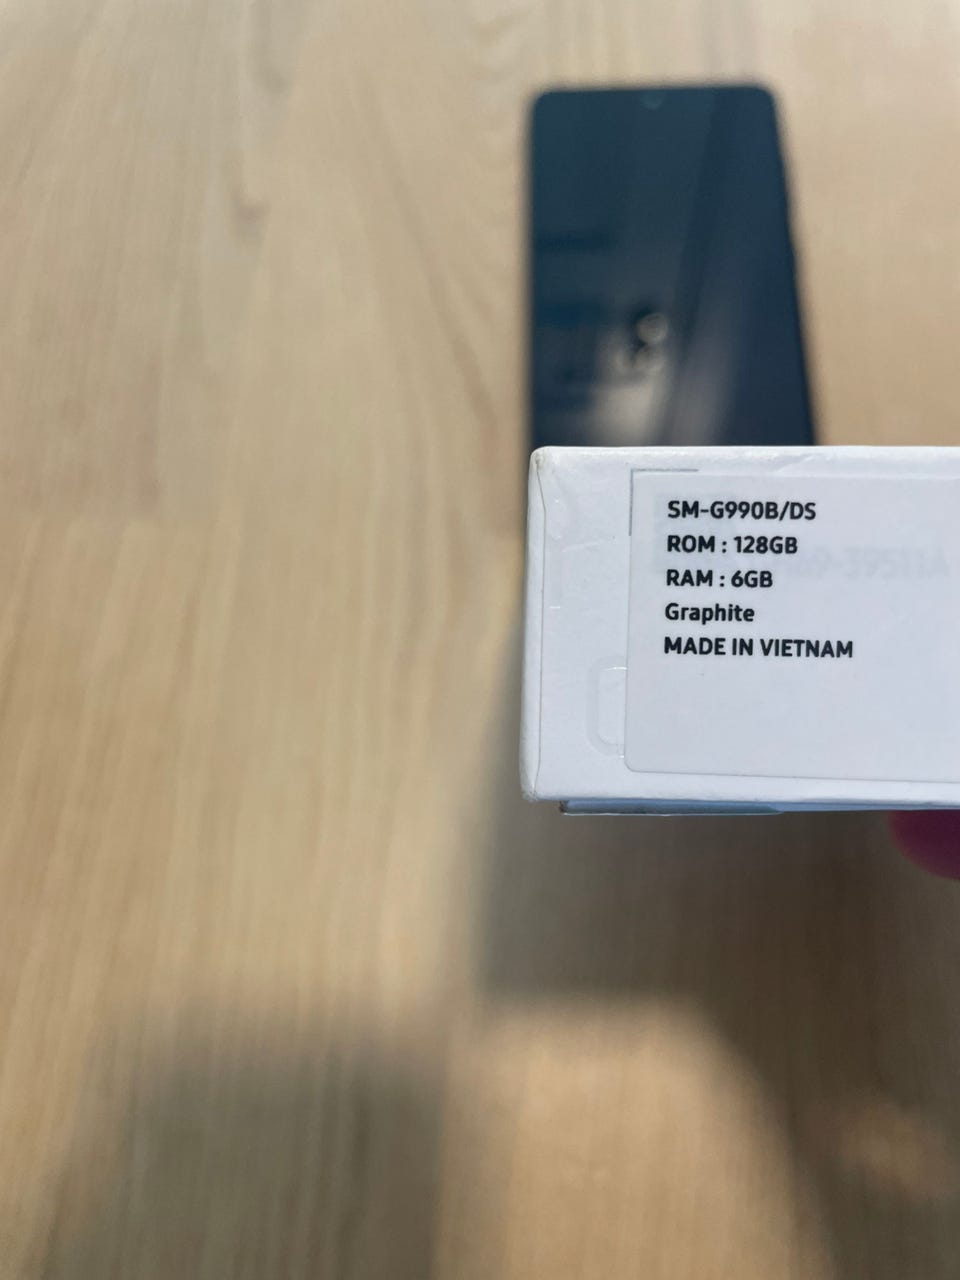 SM-G990B/DS
ROM : 128GB
RAM : 6GB
Graphite
MADE IN VIETNAM